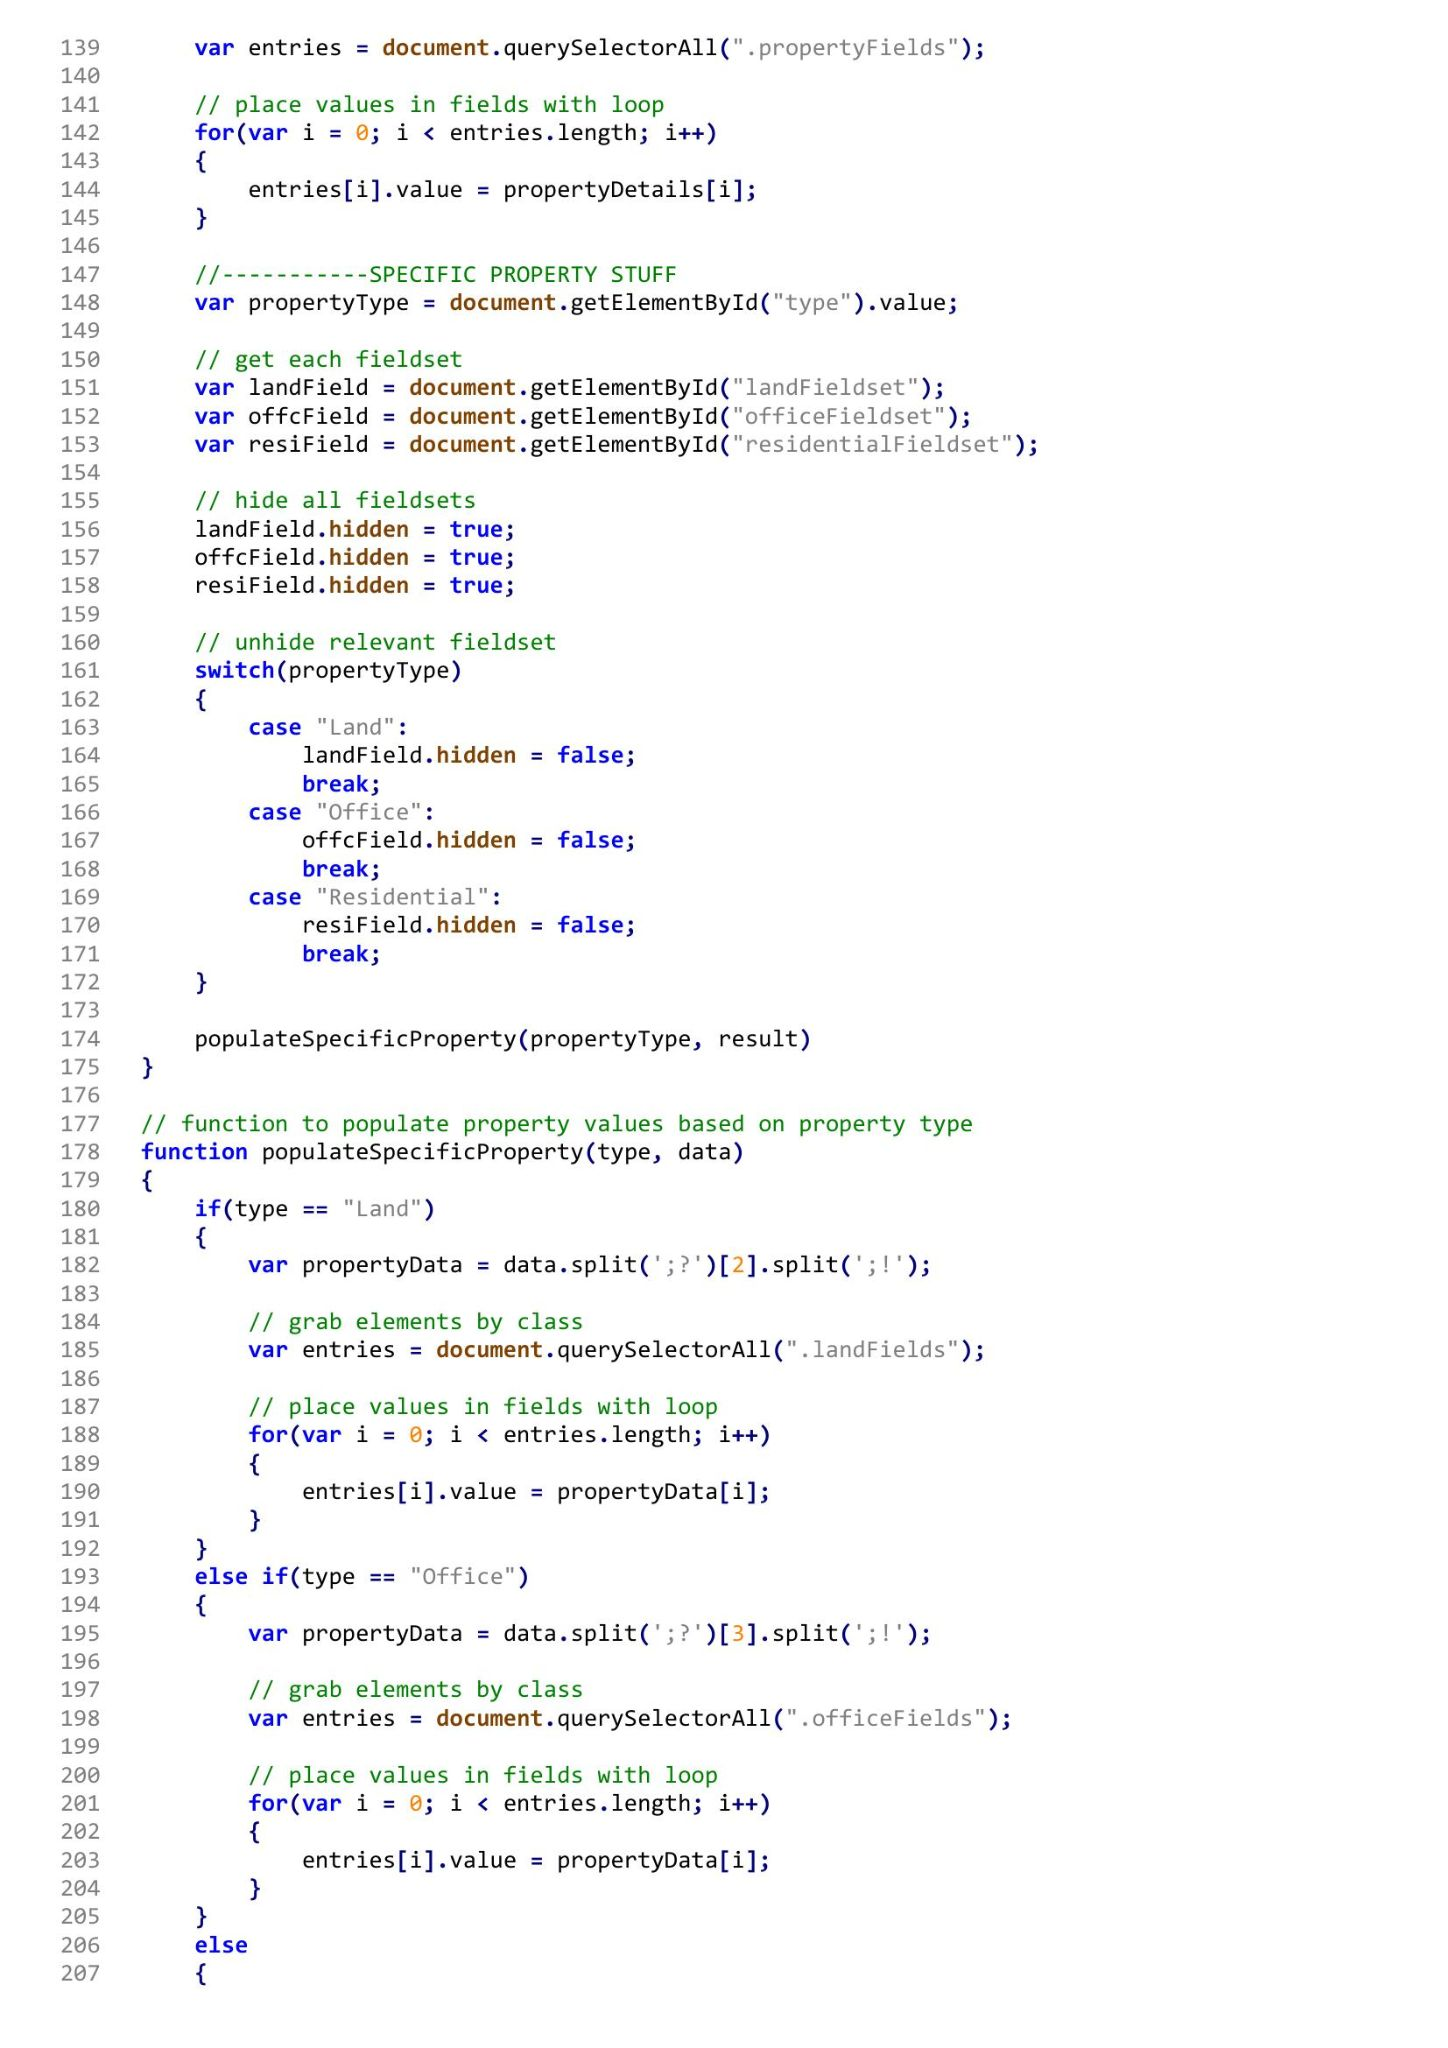 139 var entries = document.querySelectorAll(".propertyFields");
140
141 // place values in fields with loop
142 for(var i = 0; i < entries.length; i++)
143 {
144 entries[i].value = propertyDetails[i];
145 }
146
147 //-----------SPECIFIC PROPERTY STUFF
148 var propertyType = document.getElementById("type").value;
149
150 // get each fieldset
151 var landField = document.getElementById("landFieldset");
152 var offcField = document.getElementById("officeFieldset");
153 var resiField = document.getElementById("residentialFieldset");
154
155 // hide all fieldsets
156 landField.hidden = true;
157 offcField.hidden = true;
158 resiField.hidden = true;
159
160 // unhide relevant fieldset
161 switch(propertyType)
162 {
163 case "Land":
164 landField.hidden = false;
165 break;
166 case "Office":
167 offcField.hidden = false;
168 break;
169 case "Residential":
170 resiField.hidden = false;
171 break;
172 }
173
174 populateSpecificProperty(propertyType, result)
175 }
176
177 // function to populate property values based on property type
178 function populateSpecificProperty(type, data)
179 {
180 if(type == "Land")
181 {
182 var propertyData = data.split(';?')[2].split(';!');
183
184 // grab elements by class
185 var entries = document.querySelectorAll(".landFields");
186
187 // place values in fields with loop
188 for(var i = 0; i < entries.length; i++)
189 {
190 entries[i].value = propertyData[i];
191 }
192 }
193 else if(type == "Office")
194 {
195 var propertyData = data.split(';?')[3].split(';!');
196
197 // grab elements by class
198 var entries = document.querySelectorAll(".officeFields");
199
200 // place values in fields with loop
201 for(var i = 0; i < entries.length; i++)
202 {
203 entries[i].value = propertyData[i];
204 }
205 }
206 else
207 {